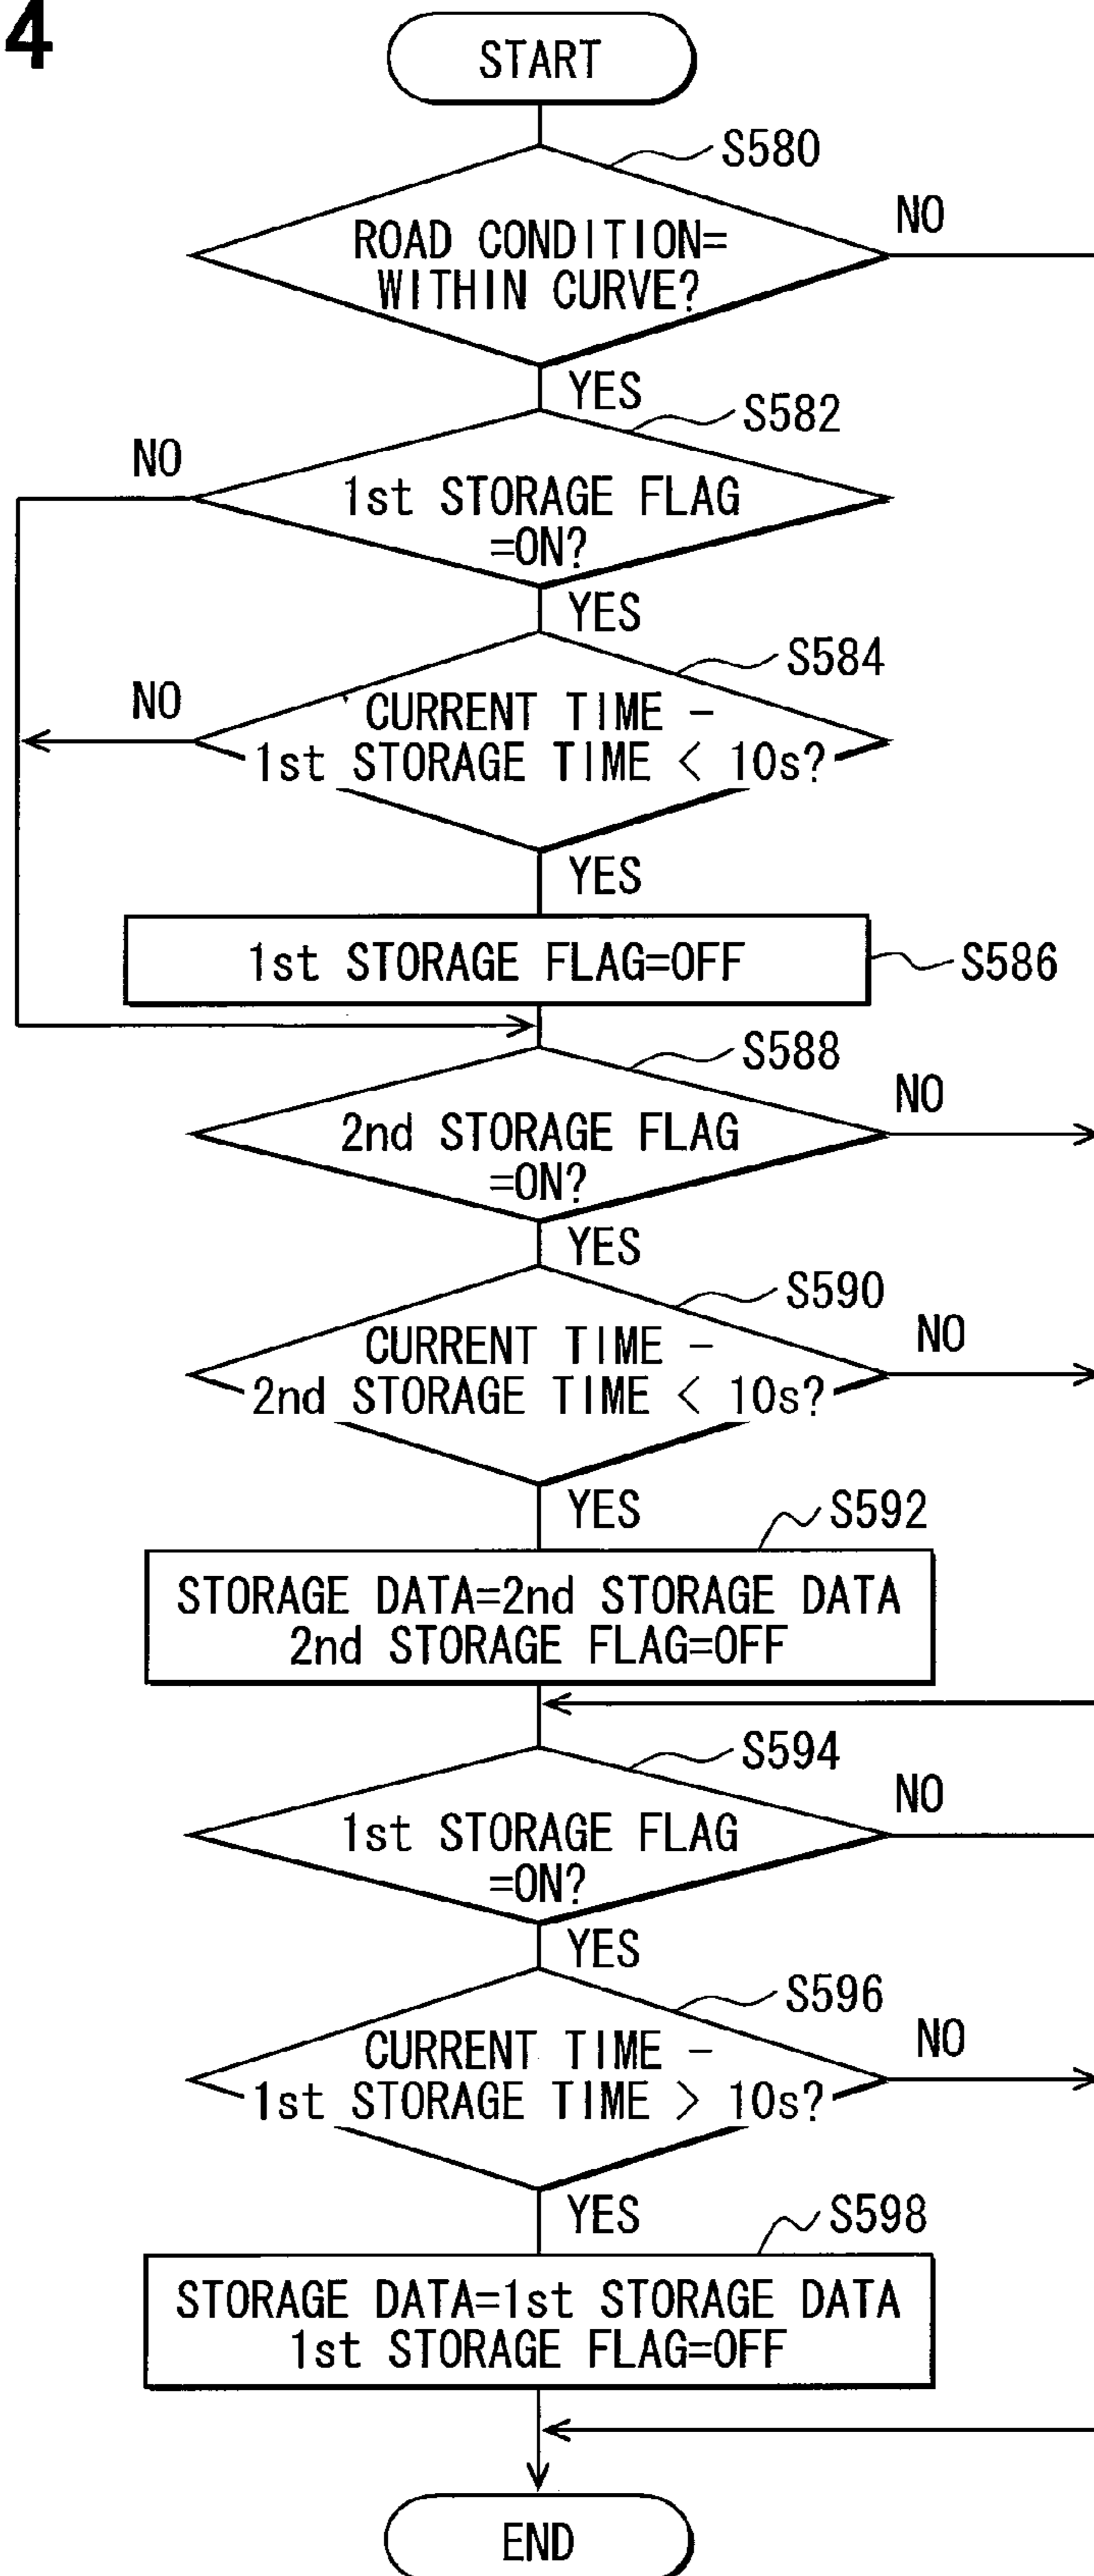 4
START
S580
ROAD CONDITION=
WITHIN CURVE?
NO
YES
S582
NO
1st STORAGE FLAG
=ON?
YES
S584
NO
CURRENT TIME -
1st STORAGE TIME < 10s?
YES
1st STORAGE FLAG=OFF
S586
S588
NO
2nd STORAGE FLAG
=ON?
YES
S590
NO
CURRENT TIME -
2nd STORAGE TIME < 10s?
YES
S592
STORAGE DATA=2nd STORAGE DATA
2nd STORAGE FLAG=OFF
S594
NO
1st STORAGE FLAG
=ON?
YES
S596
NO
CURRENT TIME -
1st STORAGE TIME > 10s?
YES
S598
STORAGE DATA=1st STORAGE DATA
1st STORAGE FLAG=OFF
END